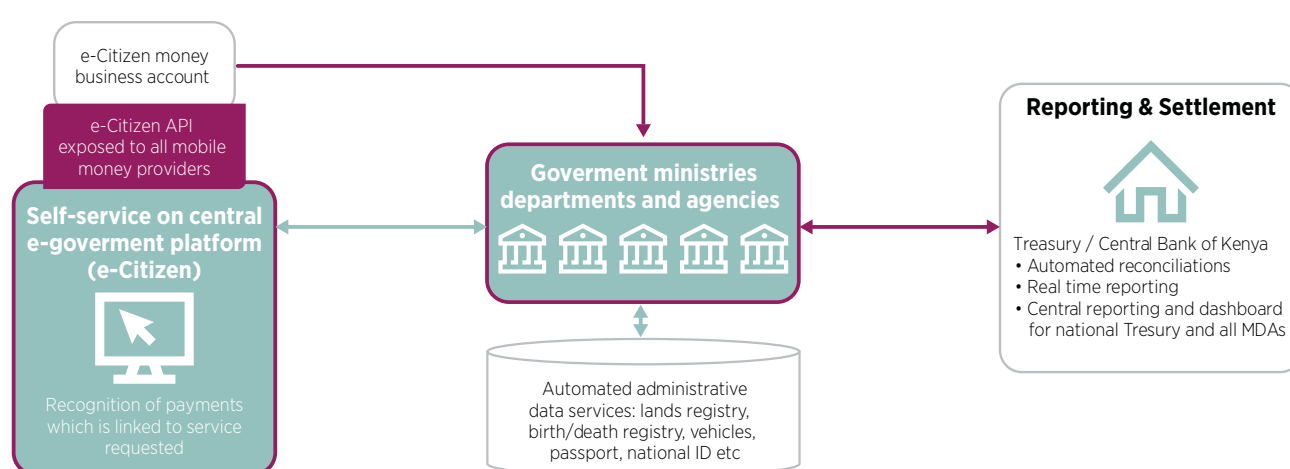 e-Citizen money
business account
e-Citizen API
exposed to all mobile
money providers
Self-service on central
e-goverment platform
(e-Citizen)
Recognition of payments
which is linked to service
requested
Goverment ministries
departments and agencies
Automated administrative
data services: lands registry,
birth/death registry, vehicles,
passport, national ID etc
Reporting & Settlement
Treasury / Central Bank of Kenya
• Automated reconciliations
• Real time reporting
• Central reporting and dashboard
for national Tresury and all MDAs